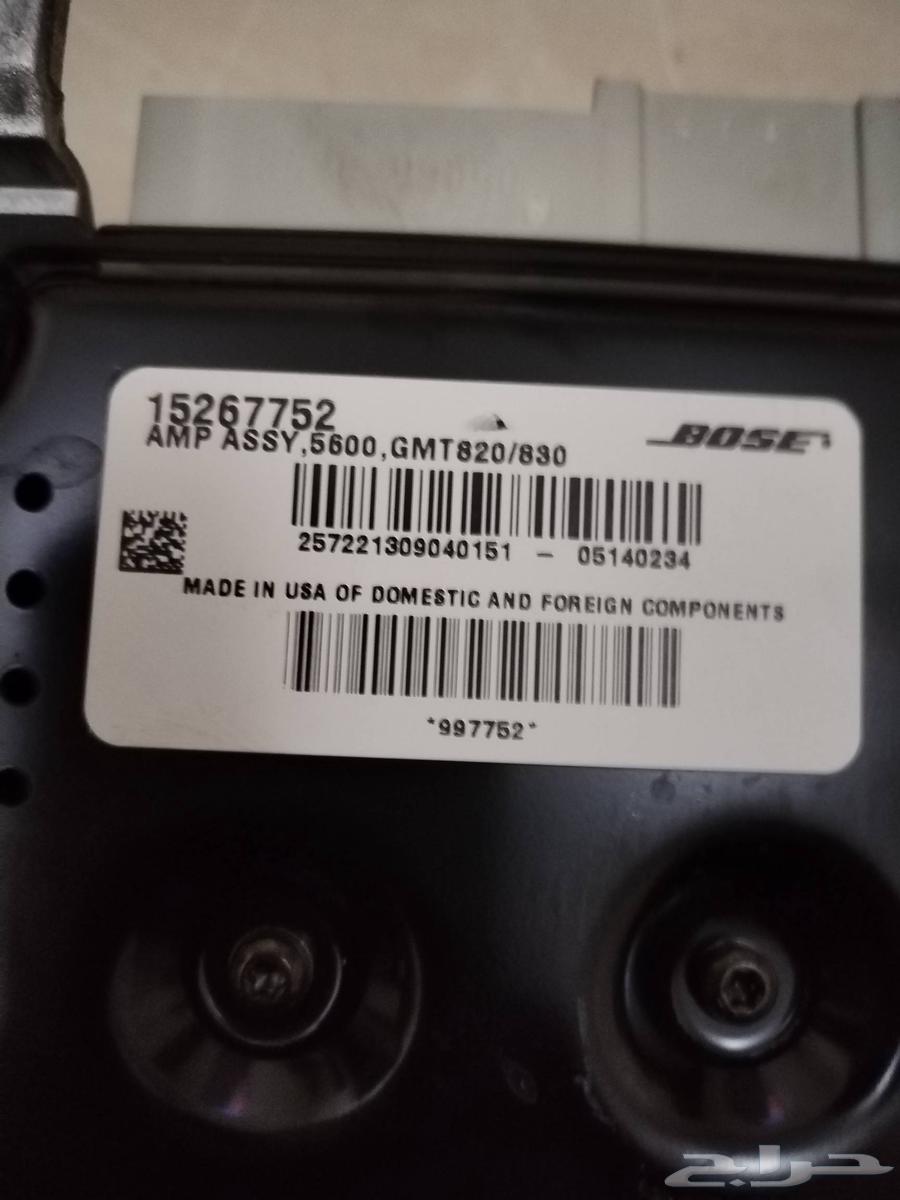 15267752
AMP ASSY,5600,GMT820/830
BOSE
257221309040151 - 05140234
MADE IN USA OF DOMESTIC AND FOREIGN COMPONENTS
*997752*
حراج